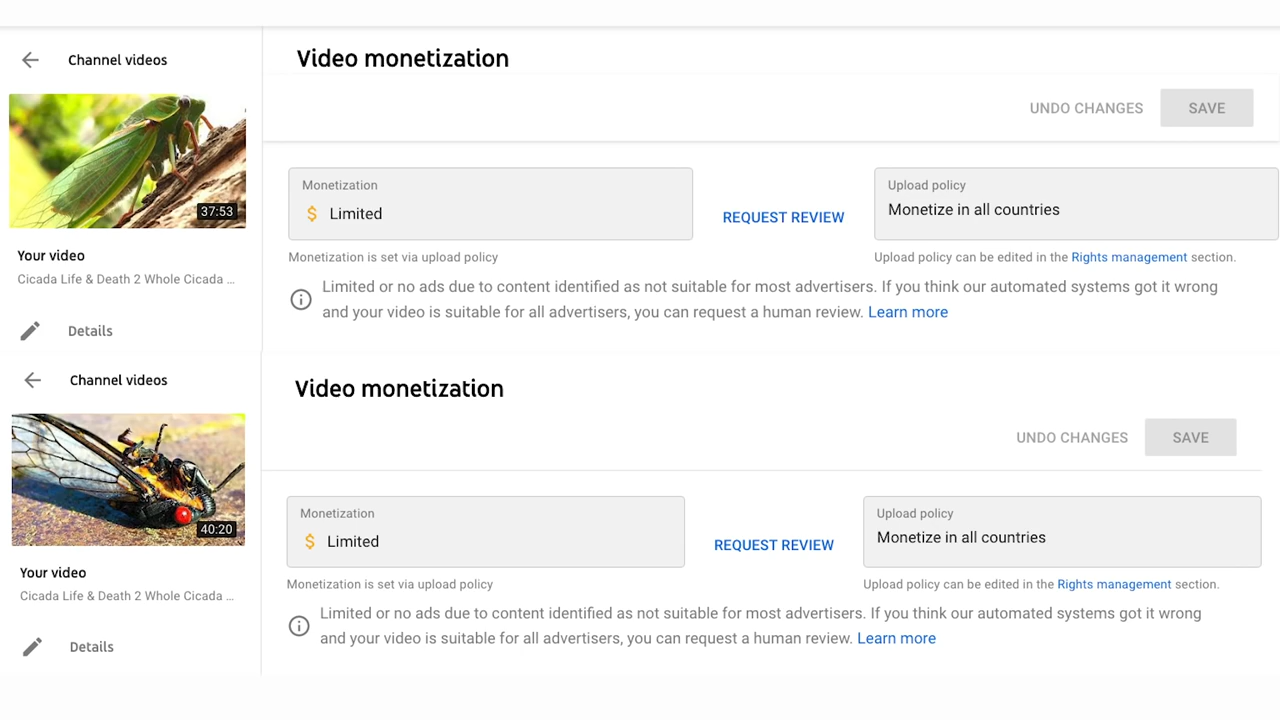 Channel videos
Video monetization
UNDO CHANGES SAVE
37:53
Monetization
$ Limited
REQUEST REVIEW
Upload policy
Monetize in all countries
Monetization is set via upload policy
Upload policy can be edited in the Rights management section.
Limited or no ads due to content identified as not suitable for most advertisers. If you think our automated systems got it wrong
and your video is suitable for all advertisers, you can request a human review. Learn more
Your video
Cicada Life & Death 2 Whole Cicada ...
Details
Channel videos
Video monetization
UNDO CHANGES SAVE
40:20
Monetization
$ Limited
REQUEST REVIEW
Upload policy
Monetize in all countries
Monetization is set via upload policy
Upload policy can be edited in the Rights management section.
Limited or no ads due to content identified as not suitable for most advertisers. If you think our automated systems got it wrong
and your video is suitable for all advertisers, you can request a human review. Learn more
Your video
Cicada Life & Death 2 Whole Cicada ...
Details